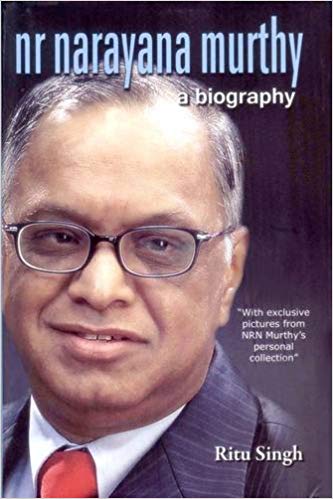 nr narayana murthy
a biography
"With exclusive
pictures from
NRN Murthy's
personal
collection"
Ritu Singh